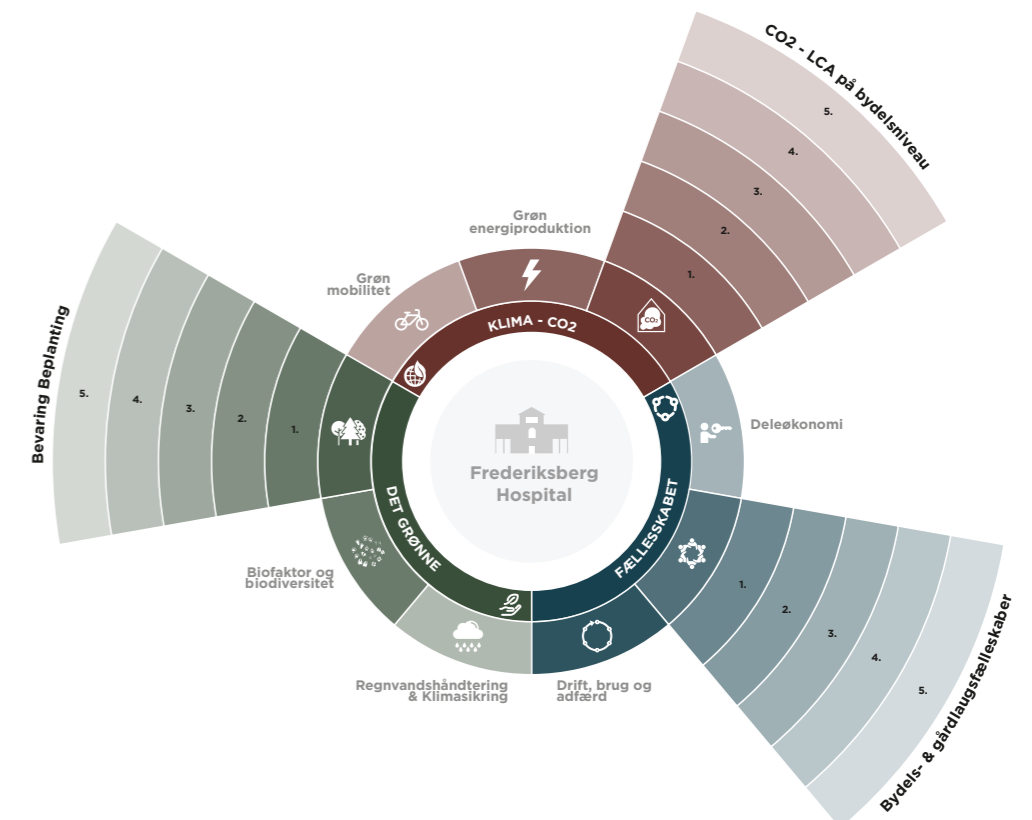 CO2 - LCA på bydelsniveau
5.
4.
3.
2.
1.
Grøn
energiproduktion
Grøn
mobilitet
KLIMA - CO2
CO2
Bevaring Beplanting
5.
4.
3.
2.
1.
Deleøkonomi
Frederiksberg
Hospital
DET GRØNNE
FÆLLESSKABET
Biofaktor og
biodiversitet
Regnvandshåndtering
& Klimasikring
Drift, brug og
adfærd
1.
2.
3.
4.
5.
Bydels- & gårdlaugsfælleskaber